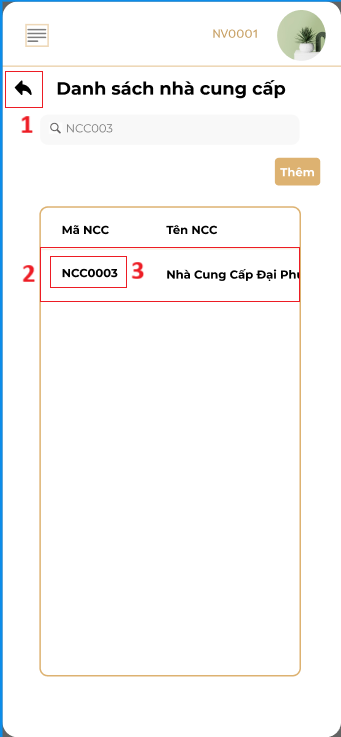 NV0001
Danh sách nhà cung cấp
1
NCC003
Thêm
Mã NCC Tên NCC
2 NCC0003 3 Nhà Cung Cấp Đại